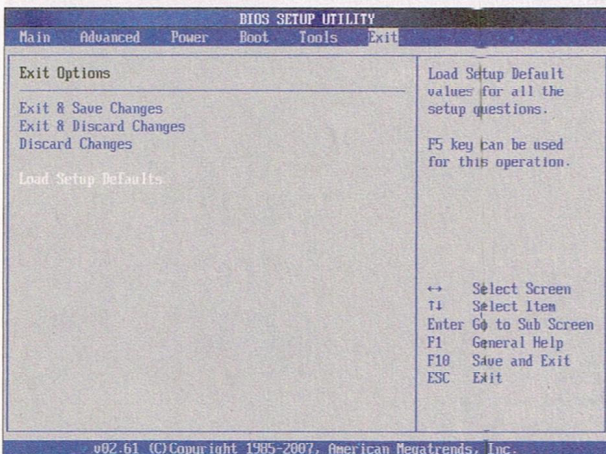 BIOS SETUP UTILITY
Main Advanced Power Boot Tools Exit
Exit Options
Exit & Save Changes
Exit & Discard Changes
Discard Changes
Load Setup Defaults
Load Setup Default
values for all the
setup questions.
F5 key can be used
for this operation.
↔ Select Screen
↑↓ Select Item
Enter Go to Sub Screen
F1 General Help
F10 Save and Exit
ESC Exit
v02.61 (C)Copyright 1985-2007, American Megatrends, Inc.